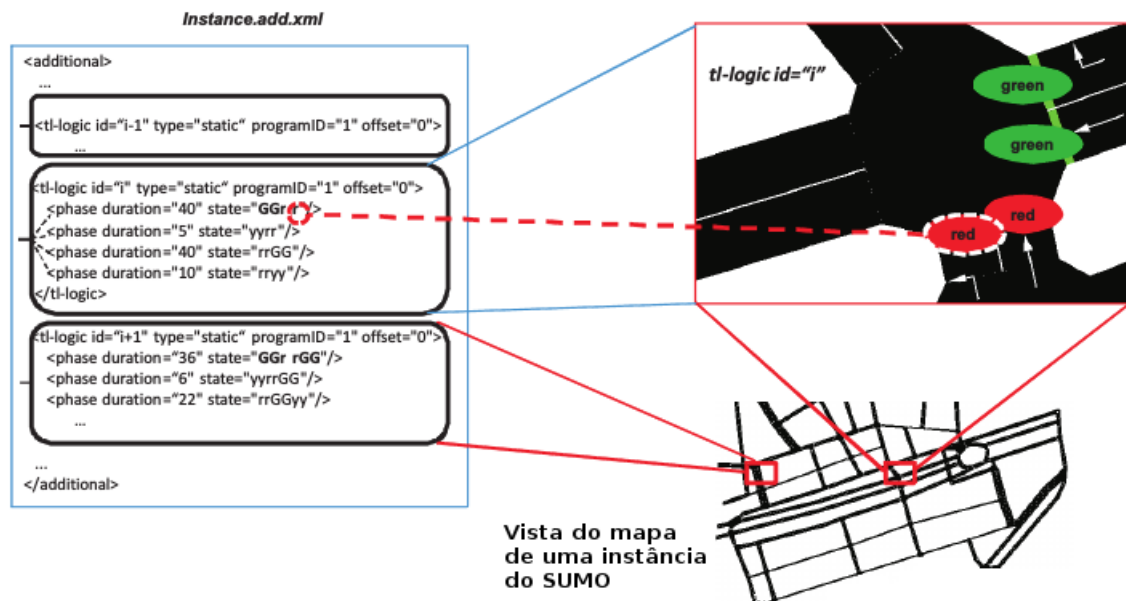 Instance.add.xml
<additional>
...
<tl-logic id=“i-1” type="static“ programID="1" offset="0">
...
<tl-logic id=“i” type="static“ programID="1" offset="0">
<phase duration="40" state="GGr r"/>
<phase duration="5" state="yyrr"/>
<phase duration="40" state="rrGG"/>
<phase duration="10" state="rryy"/>
</tl-logic>
<tl-logic id=“i+1” type="static“ programID="1" offset="0">
<phase duration=“36” state="GGr rGG"/>
<phase duration=“6” state="yyrrGG"/>
<phase duration=“22” state="rrGGyy"/>
...
...
</additional>
tl-logic id=“i”
green
green
red
red
Vista do mapa
de uma instância
do SUMO